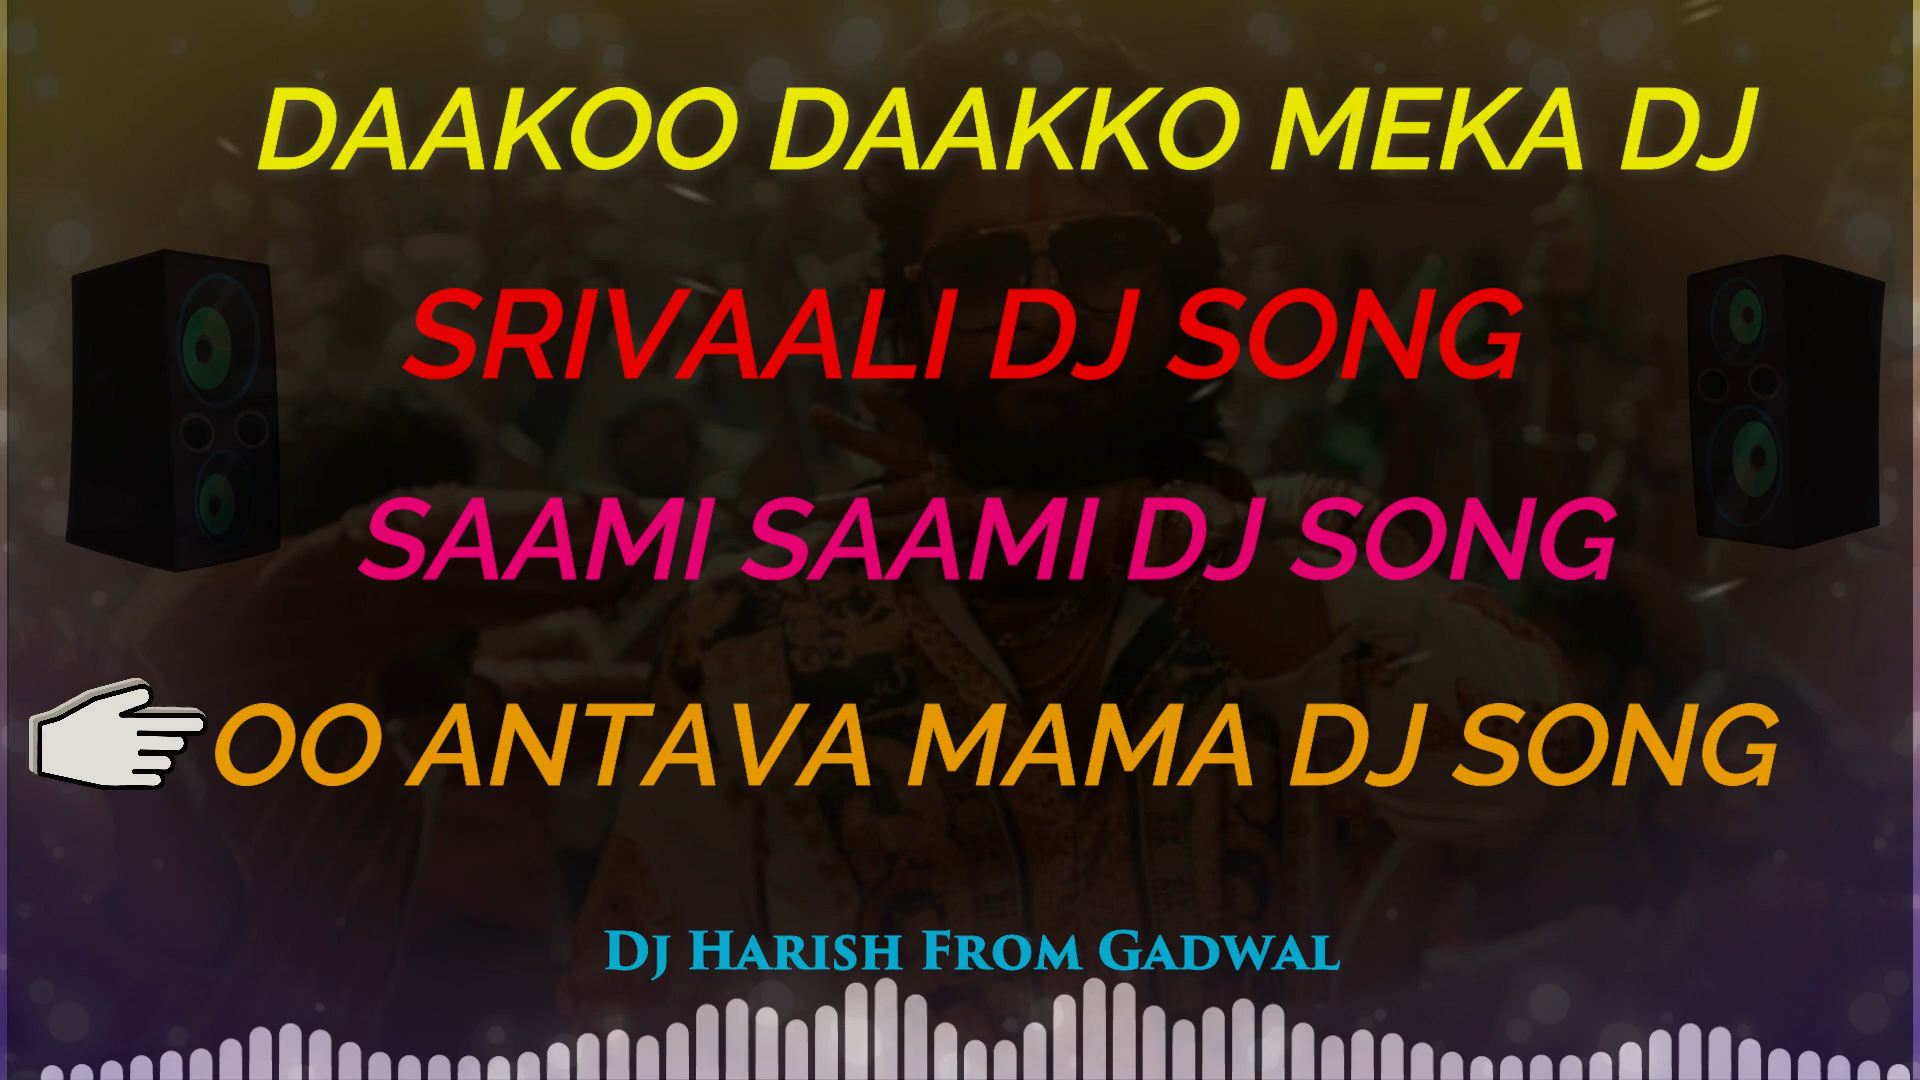 DAAKOO DAAKKO MEKA DJ
SRIVAALI DJ SONG
SAAMI SAAMI DJ SONG
OO ANTAVA MAMA DJ SONG
DJ HARISH FROM GADWAL